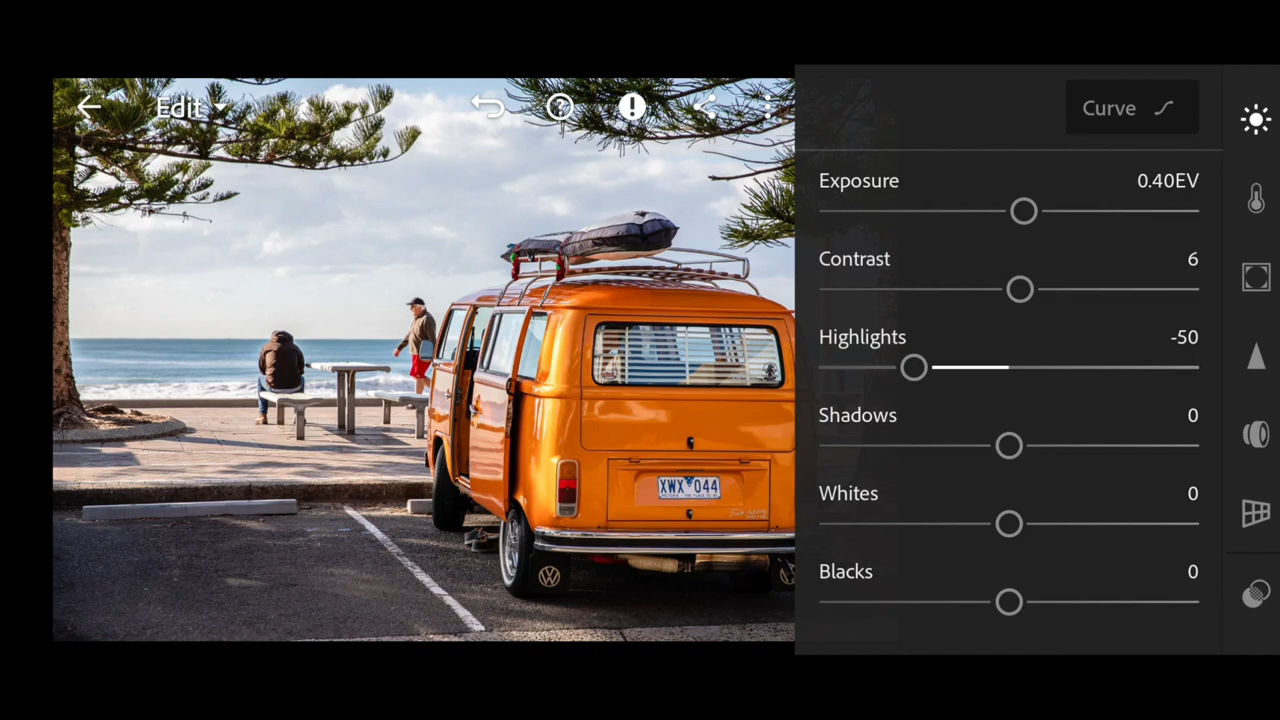 Edit
Curve
Exposure 0.40EV
Contrast 6
Highlights -50
Shadows 0
Whites 0
Blacks 0
XWX 044